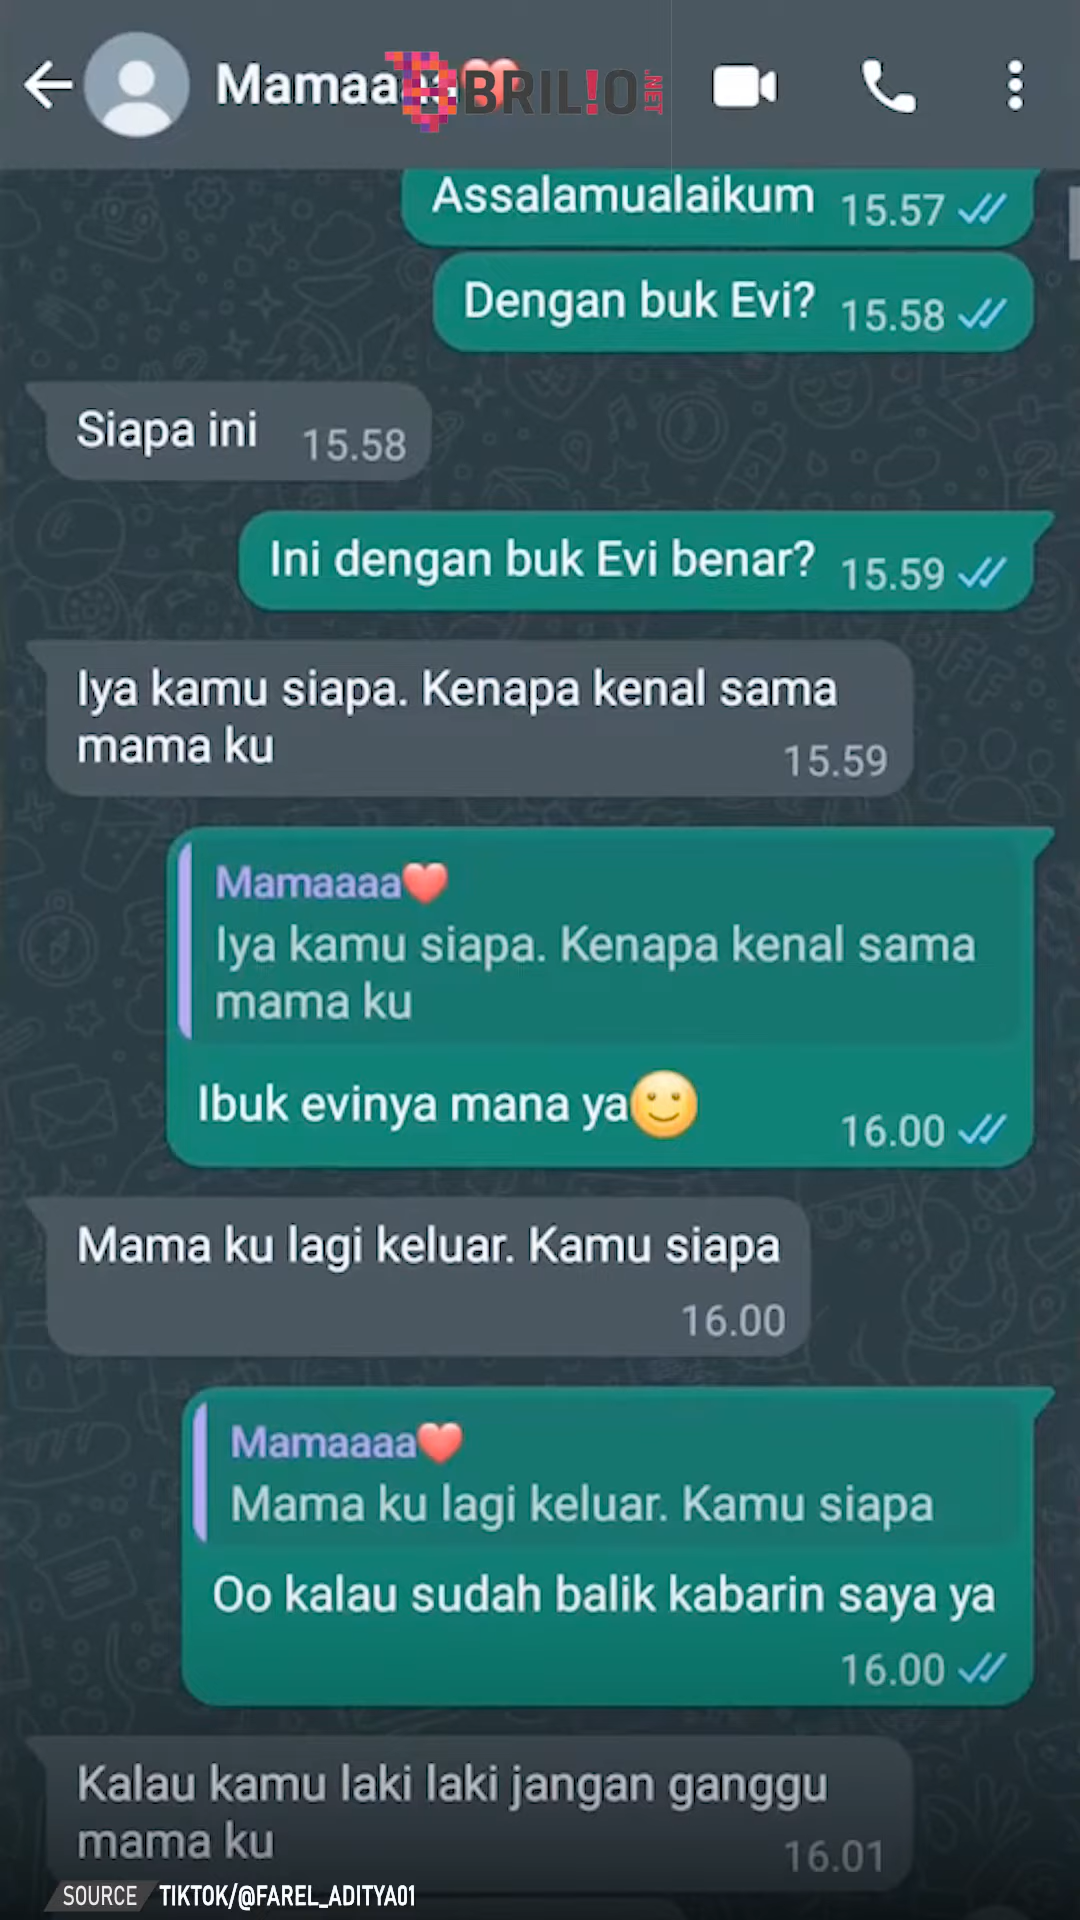 Mamaaaa❤️
BRIL!O.NET
Assalamualaikum 15.57
Dengan buk Evi? 15.58
Siapa ini 15.58
Ini dengan buk Evi benar? 15.59
Iya kamu siapa. Kenapa kenal sama
mama ku 15.59
Mamaaaa❤️
Iya kamu siapa. Kenapa kenal sama
mama ku
Ibuk evinya mana ya🙂
16.00
Mama ku lagi keluar. Kamu siapa
16.00
Mamaaaa❤️
Mama ku lagi keluar. Kamu siapa
Oo kalau sudah balik kabarin saya ya
16.00
Kalau kamu laki laki jangan ganggu
mama ku 16.01
SOURCE TIKTOK/@FAREL_ADITYA01